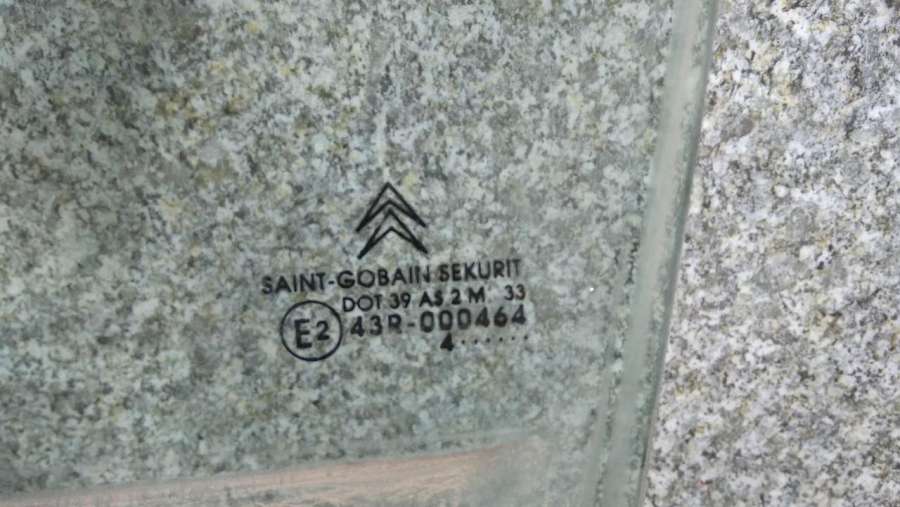 SAINT-GOBAIN SEKURIT
DOT 39 AS 2 M 33
E2 43R-000464
4......